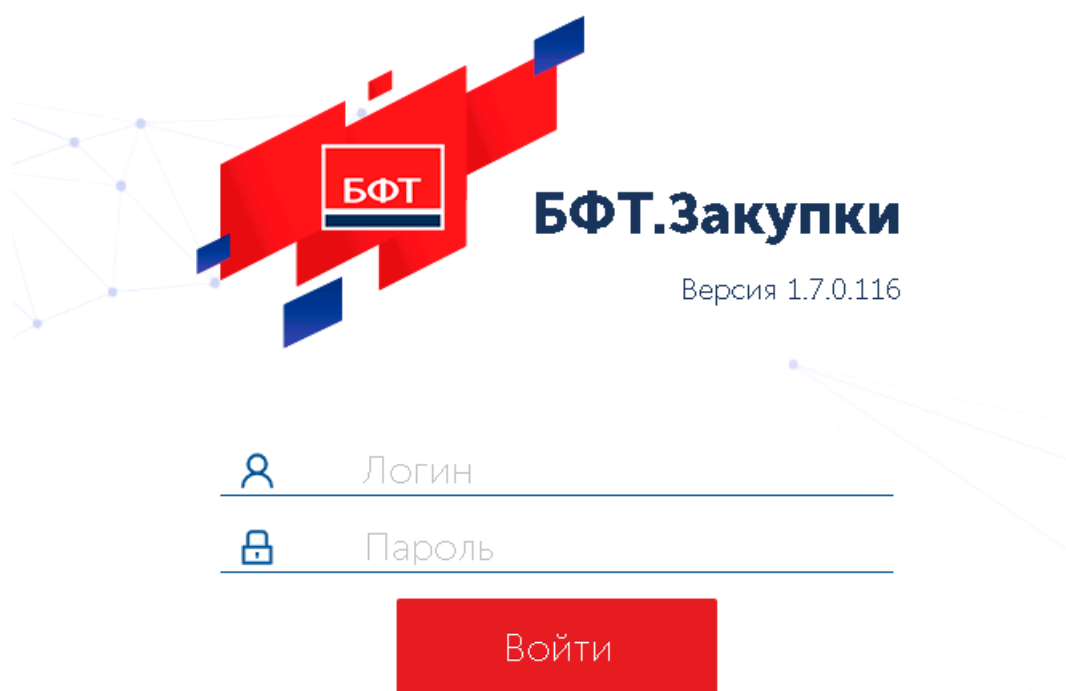 БФТ
БФТ.Закупки
Версия 1.7.0.116
Логин
Пароль
Войти